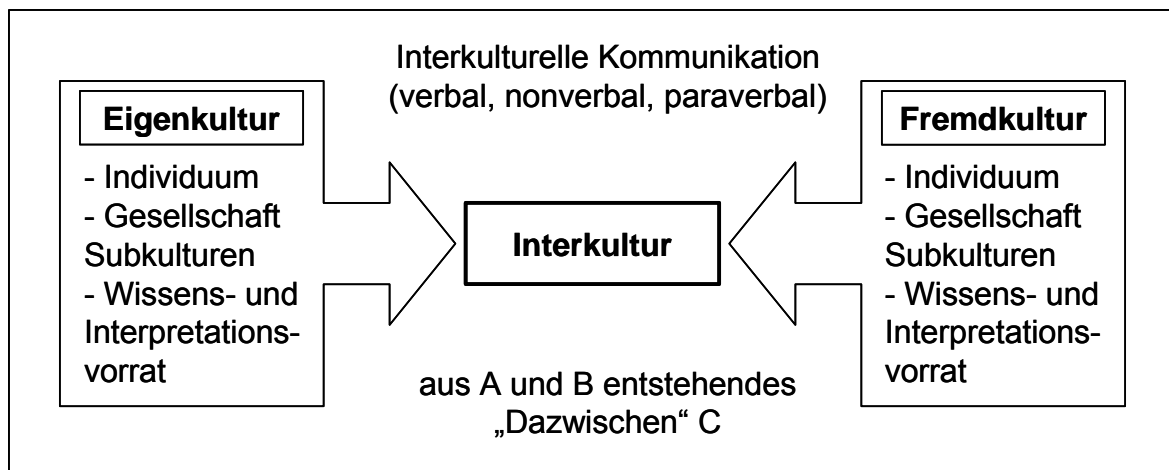 Interkulturelle Kommunikation
(verbal, nonverbal, paraverbal)
Eigenkultur
- Individuum
- Gesellschaft
Subkulturen
- Wissens- und
Interpretations-
vorrat
Interkultur
aus A und B entstehendes
„Dazwischen“ C
Fremdkultur
- Individuum
- Gesellschaft
Subkulturen
- Wissens- und
Interpretations-
vorrat